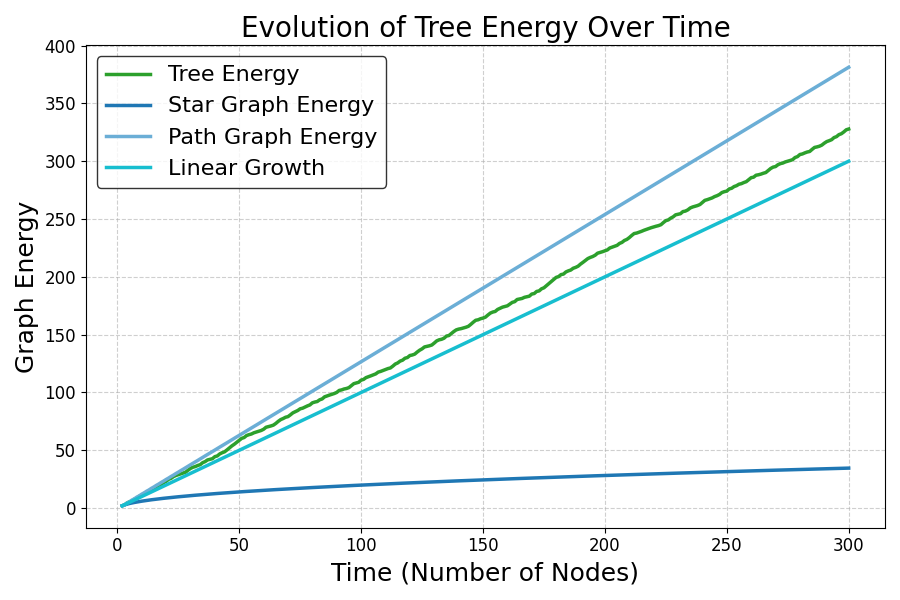 Evolution of Tree Energy Over Time
400
350
300
250
200
150
100
50
0
Graph Energy
Tree Energy
Star Graph Energy
Path Graph Energy
Linear Growth
0 50 100 150 200 250 300
Time (Number of Nodes)